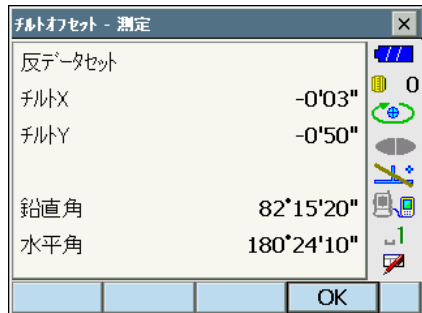 チルトオフセット - 測定
反データセット
チルトX -0'03"
チルトY -0'50"
鉛直角 82°15'20"
水平角 180°24'10"
0
1
OK